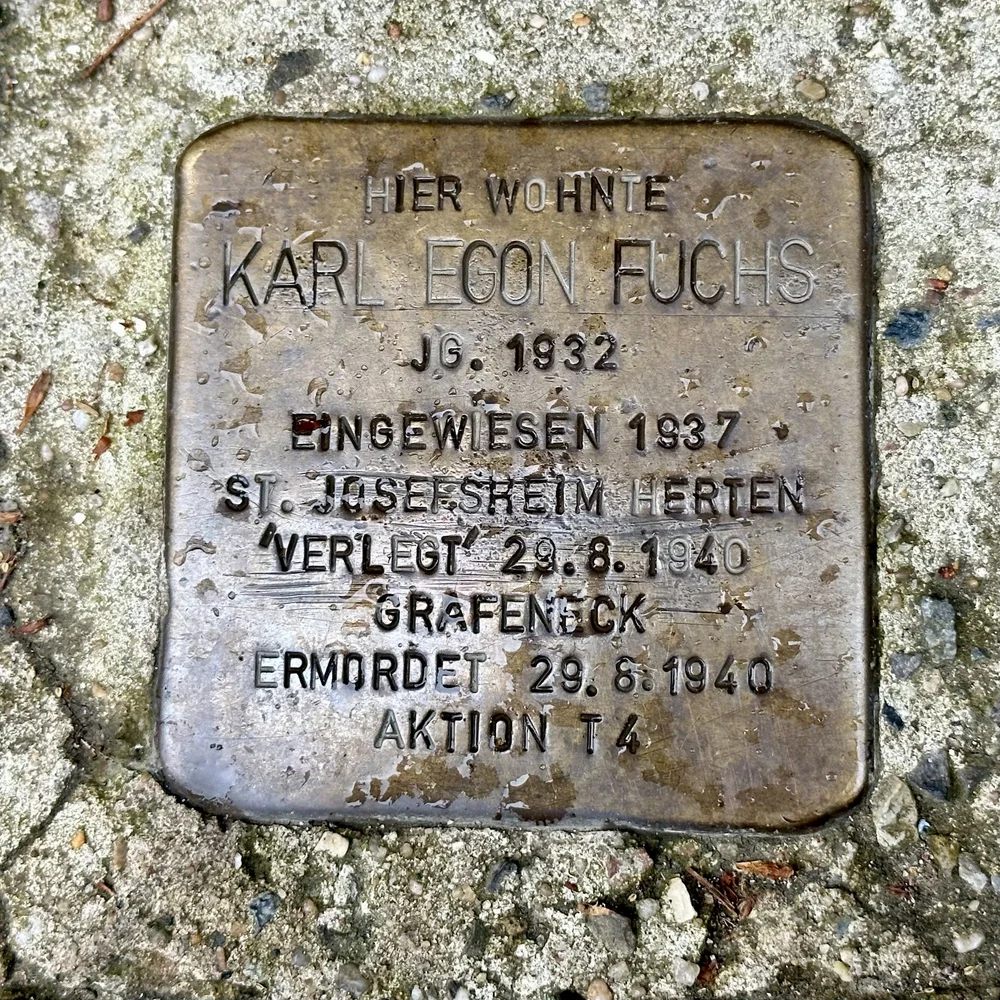 HIER WOHNTE
KARL EGON FUCHS
JG. 1932
EINGEWIESEN 1937
ST. JOSEFSHEIM HERTEN
'VERLEGT' 29.8.1940
GRAFENECK
ERMORDET 29.8.1940
AKTION T4